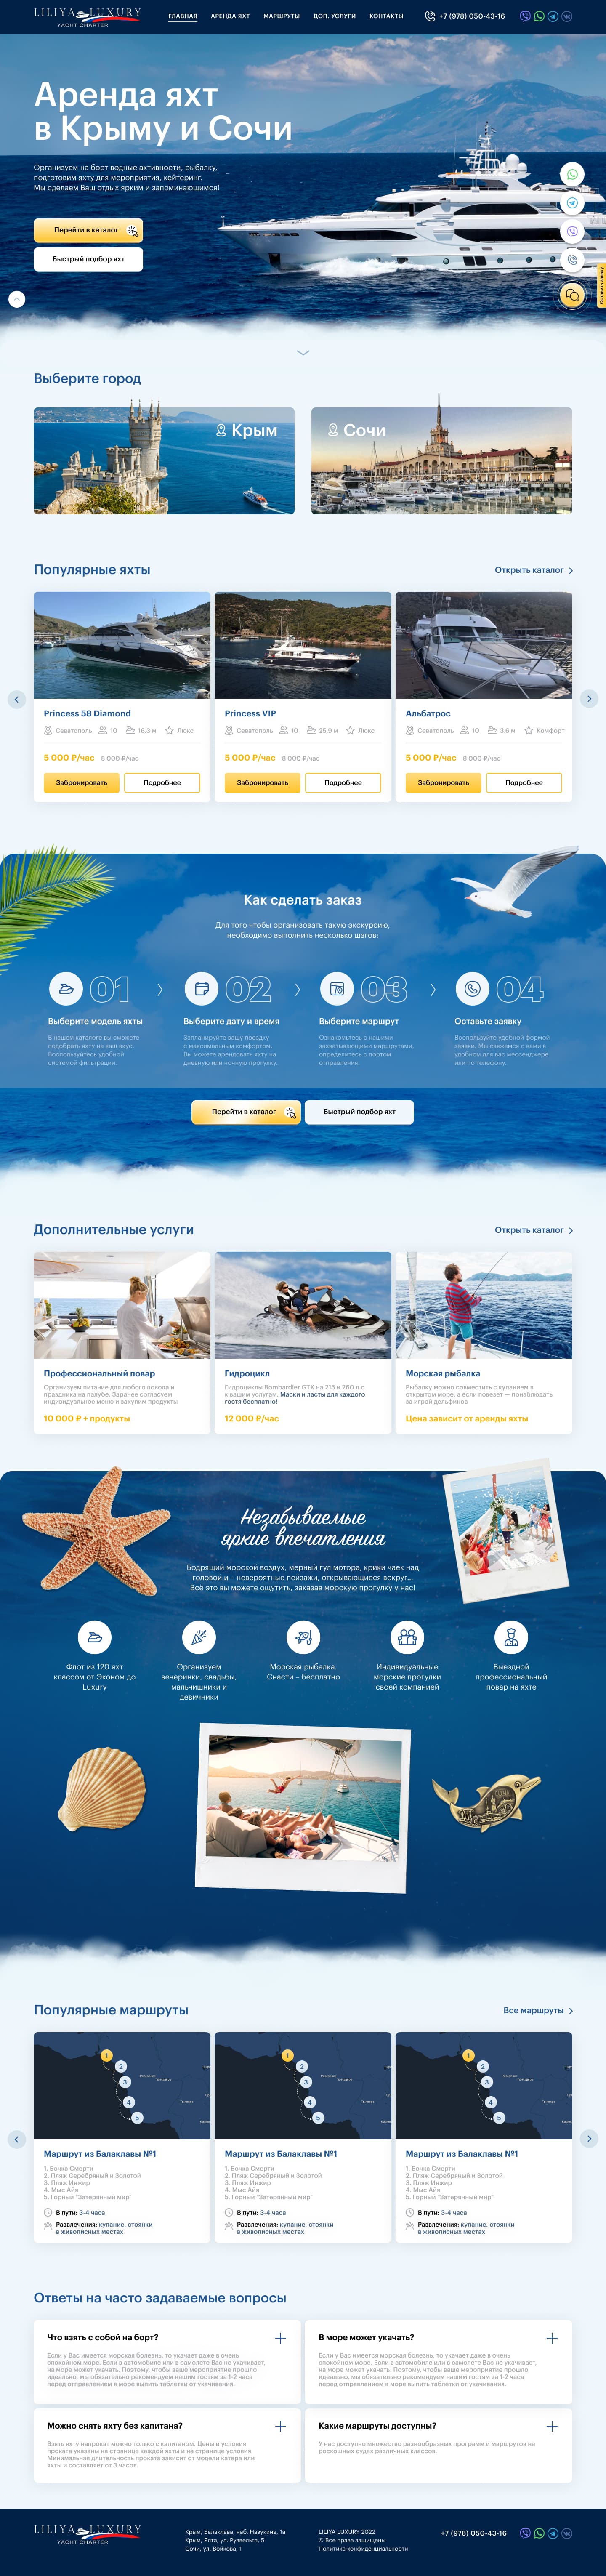 LILIYA LUXURY
YACHT CHARTER
ГЛАВНАЯ
АРЕНДА ЯХТ
МАРШРУТЫ
ДОП. УСЛУГИ
КОНТАКТЫ
+7 (978) 050-43-16
Аренда яхт
в Крыму и Сочи
Организуем на борт водные активности, рыбалку,
подготовим яхту для мероприятия, кейтеринг.
Мы сделаем Ваш отдых ярким и запоминающимся!
Перейти в каталог
Быстрый подбор яхт
Оставить заявку
Выберите город
Крым
Сочи
Популярные яхты
Открыть каталог
Princess 58 Diamond
Севатополь 10 16,3 м Люкс
5 000 ₽/час 8 000 ₽/час
Забронировать
Подробнее
Princess VIP
Севатополь 10 25,9 м Люкс
5 000 ₽/час 8 000 ₽/час
Забронировать
Подробнее
Альбатрос
Севатополь 10 3.6 м Комфорт
5 000 ₽/час 8 000 ₽/час
Забронировать
Подробнее
Как сделать заказ
Для того чтобы организовать такую экскурсию,
необходимо выполнить несколько шагов:
01
Выберите модель яхты
В нашем каталоге вы сможете
подобрать яхту на ваш вкус.
Воспользуйтесь удобной
системой фильтрации.
02
Выберите дату и время
Запланируйте вашу поездку
с максимальным комфортом.
Вы можете арендовать яхту на
дневную или ночную прогулку.
03
Выберите маршрут
Ознакомьтесь с нашими
захватывающими маршрутами,
определитесь с портом
отправления.
04
Оставьте заявку
Воспользуйте удобной формой
заявки. Мы свяжемся с вами в
удобном для вас мессенджере
или по телефону.
Перейти в каталог
Быстрый подбор яхт
Дополнительные услуги
Открыть каталог
Профессиональный повар
Организуем питание для любого повода и
праздника на палубе. Заранее согласуем
индивидуальное меню и закупим продукты
10 000 ₽ + продукты
Гидроцикл
Гидроциклы Bombardier GTX на 215 и 260 л.с
к вашим услугам. Маски и ласты для каждого
гостя бесплатно!
12 000 ₽/час
Морская рыбалка
Рыбалку можно совместить с купанием в
открытом море, а если повезет — понаблюдать
за игрой дельфинов
Цена зависит от аренды яхты
Незабываемые
яркие впечатления
Бодрящий морской воздух, мерный гул мотора, крики чаек над
головой и – невероятные пейзажи, открывающиеся вокруг…
Всё это вы можете ощутить, заказав морскую прогулку у нас!
Флот из 120 яхт
классом от Эконом до
Luxury
Организуем
вечеринки, свадьбы,
мальчишники и
девичники
Морская рыбалка.
Снасти – бесплатно
Индивидуальные
морские прогулки
своей компанией
Выездной
профессиональный
повар на яхте
Популярные маршруты
Все маршруты
1
2
3
4
5
Маршрут из Балаклавы №1
1. Бочка Смерти
2. Пляж Серебряный и Золотой
3. Пляж Инжир
4. Мыс Айя
5. Горный "Затерянный мир"
В пути: 3-4 часа
Развлечения: купание, стоянки
в живописных местах
1
2
3
4
5
Маршрут из Балаклавы №1
1. Бочка Смерти
2. Пляж Серебряный и Золотой
3. Пляж Инжир
4. Мыс Айя
5. Горный "Затерянный мир"
В пути: 3-4 часа
Развлечения: купание, стоянки
в живописных местах
1
2
3
4
5
Маршрут из Балаклавы №1
1. Бочка Смерти
2. Пляж Серебряный и Золотой
3. Пляж Инжир
4. Мыс Айя
5. Горный "Затерянный мир"
В пути: 3-4 часа
Развлечения: купание, стоянки
в живописных местах
Ответы на часто задаваемые вопросы
Что взять с собой на борт?
Если у Вас имеется морская болезнь, то укачает даже в очень
спокойном море. Если в автомобиле или в самолете Вас не укачивает,
на море может укачать. Поэтому, чтобы ваше мероприятие прошло
идеально, мы обязательно рекомендуем нашим гостям за 1-2 часа
перед отправлением в море выпить таблетки от укачивания.
В море может укачать?
Если у Вас имеется морская болезнь, то укачает даже в очень
спокойном море. Если в автомобиле или в самолете Вас не укачивает,
на море может укачать. Поэтому, чтобы ваше мероприятие прошло
идеально, мы обязательно рекомендуем нашим гостям за 1-2 часа
перед отправлением в море выпить таблетки от укачивания.
Можно снять яхту без капитана?
Взять яхту напрокат можно только с капитаном. Цены и условия
проката указаны на странице каждой яхты и на странице условия.
Минимальная длительность проката зависит от модели катера или
яхты и составляет от 3 часов.
Какие маршруты доступны?
У нас доступно множество разнообразных программ и маршрутов на
роскошных судах различных классов.
LILIYA LUXURY
YACHT CHARTER
Крым, Балаклава, наб. Назукина, 1а
Крым, Ялта, ул. Рузвельта, 5
Сочи, ул. Войкова, 1
LILIYA LUXURY 2022
© Все права защищены
Политика конфиденциальности
+7 (978) 050-43-16